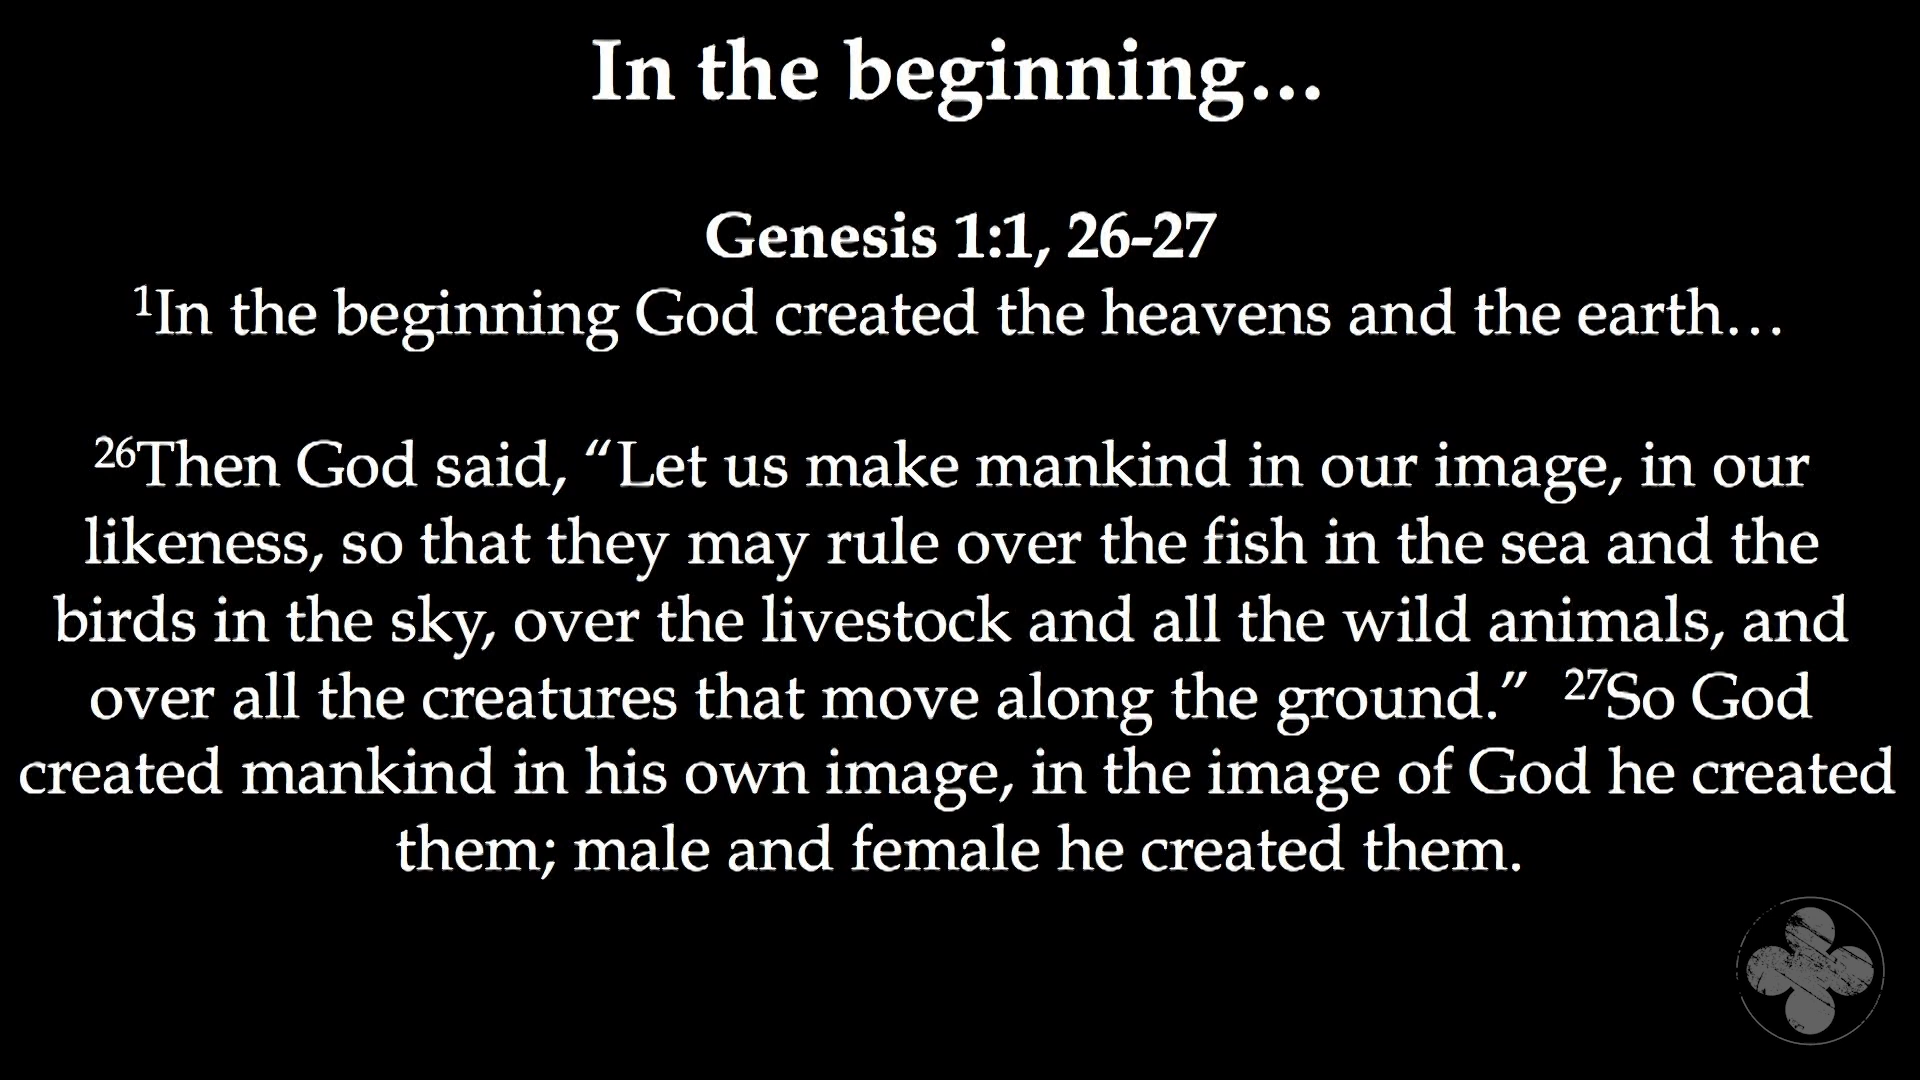 In the beginning…
Genesis 1:1, 26-27
¹In the beginning God created the heavens and the earth…
²⁶Then God said, “Let us make mankind in our image, in our
likeness, so that they may rule over the fish in the sea and the
birds in the sky, over the livestock and all the wild animals, and
over all the creatures that move along the ground.”  ²⁷So God
created mankind in his own image, in the image of God he created
them; male and female he created them.